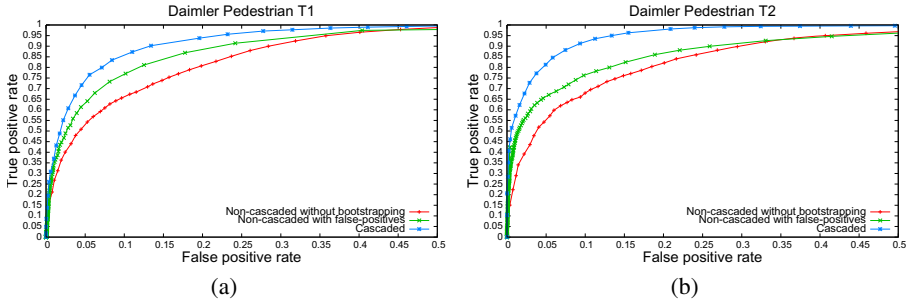 Daimler Pedestrian T1
True positive rate
0.95
0.9
0.85
0.8
0.75
0.7
0.65
0.6
0.55
0.5
0.45
0.4
0.35
0.3
0.25
0.2
0.15
0.1
0.05
0
0 0.05 0.1 0.15 0.2 0.25 0.3 0.35 0.4 0.45 0.5
False positive rate
Non-cascaded without bootstrapping
Non-cascaded with false-positives
Cascaded
(a)
Daimler Pedestrian T2
True positive rate
0.95
0.9
0.85
0.8
0.75
0.7
0.65
0.6
0.55
0.5
0.45
0.4
0.35
0.3
0.25
0.2
0.15
0.1
0.05
0
0 0.05 0.1 0.15 0.2 0.25 0.3 0.35 0.4 0.45 0.5
False positive rate
Non-cascaded without bootstrapping
Non-cascaded with false-positives
Cascaded
(b)